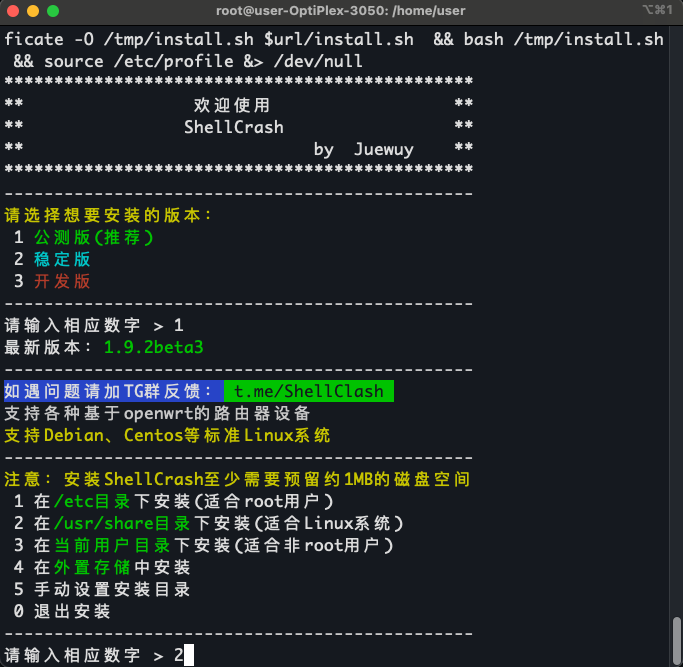 root@user-OptiPlex-3050: /home/user
⌥⌘1
ficate -O /tmp/install.sh $url/install.sh  && bash /tmp/install.sh
 && source /etc/profile &> /dev/null
***********************************************
**                 欢迎使用                  **
**                ShellCrash                 **
**                             by  Juewuy    **
***********************************************
-----------------------------------------------
请选择想要安装的版本：
 1 公测版(推荐)
 2 稳定版
 3 开发版
-----------------------------------------------
请输入相应数字 > 1
最新版本：1.9.2beta3
-----------------------------------------------
如遇问题请加TG群反馈： t.me/ShellClash
支持各种基于openwrt的路由器设备
支持Debian、Centos等标准Linux系统
-----------------------------------------------
注意：安装ShellCrash至少需要预留约1MB的磁盘空间
 1 在/etc目录下安装(适合root用户)
 2 在/usr/share目录下安装(适合Linux系统)
 3 在当前用户目录下安装(适合非root用户)
 4 在外置存储中安装
 5 手动设置安装目录
 0 退出安装
-----------------------------------------------
请输入相应数字 > 2